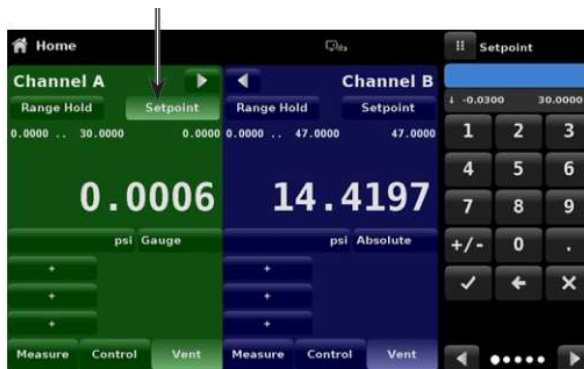 Home
Setpoint
Channel A
Channel B
Range Hold Setpoint
Range Hold Setpoint
0.0000 .. 30.0000 0.0000
0.0000 .. 47.0000 47.0000
0.0006
14.4197
psi Gauge
psi Absolute
+
+
+
+
+
+
Measure Control Vent
Measure Control Vent
↓ -0.0300 30.0000
1 2 3
4 5 6
7 8 9
+/- 0 .